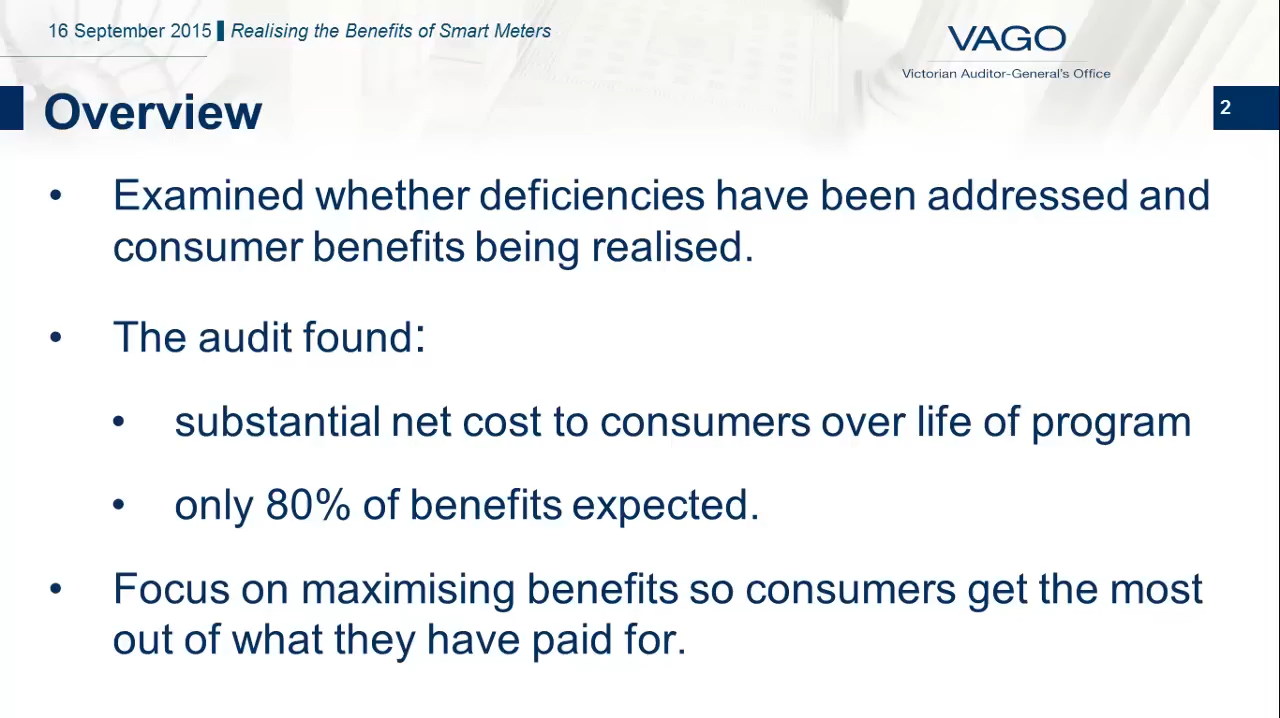 16 September 2015 Realising the Benefits of Smart Meters
VAGO
Victorian Auditor-General's Office
Overview
2
• Examined whether deficiencies have been addressed and
consumer benefits being realised.
• The audit found:
• substantial net cost to consumers over life of program
• only 80% of benefits expected.
• Focus on maximising benefits so consumers get the most
out of what they have paid for.